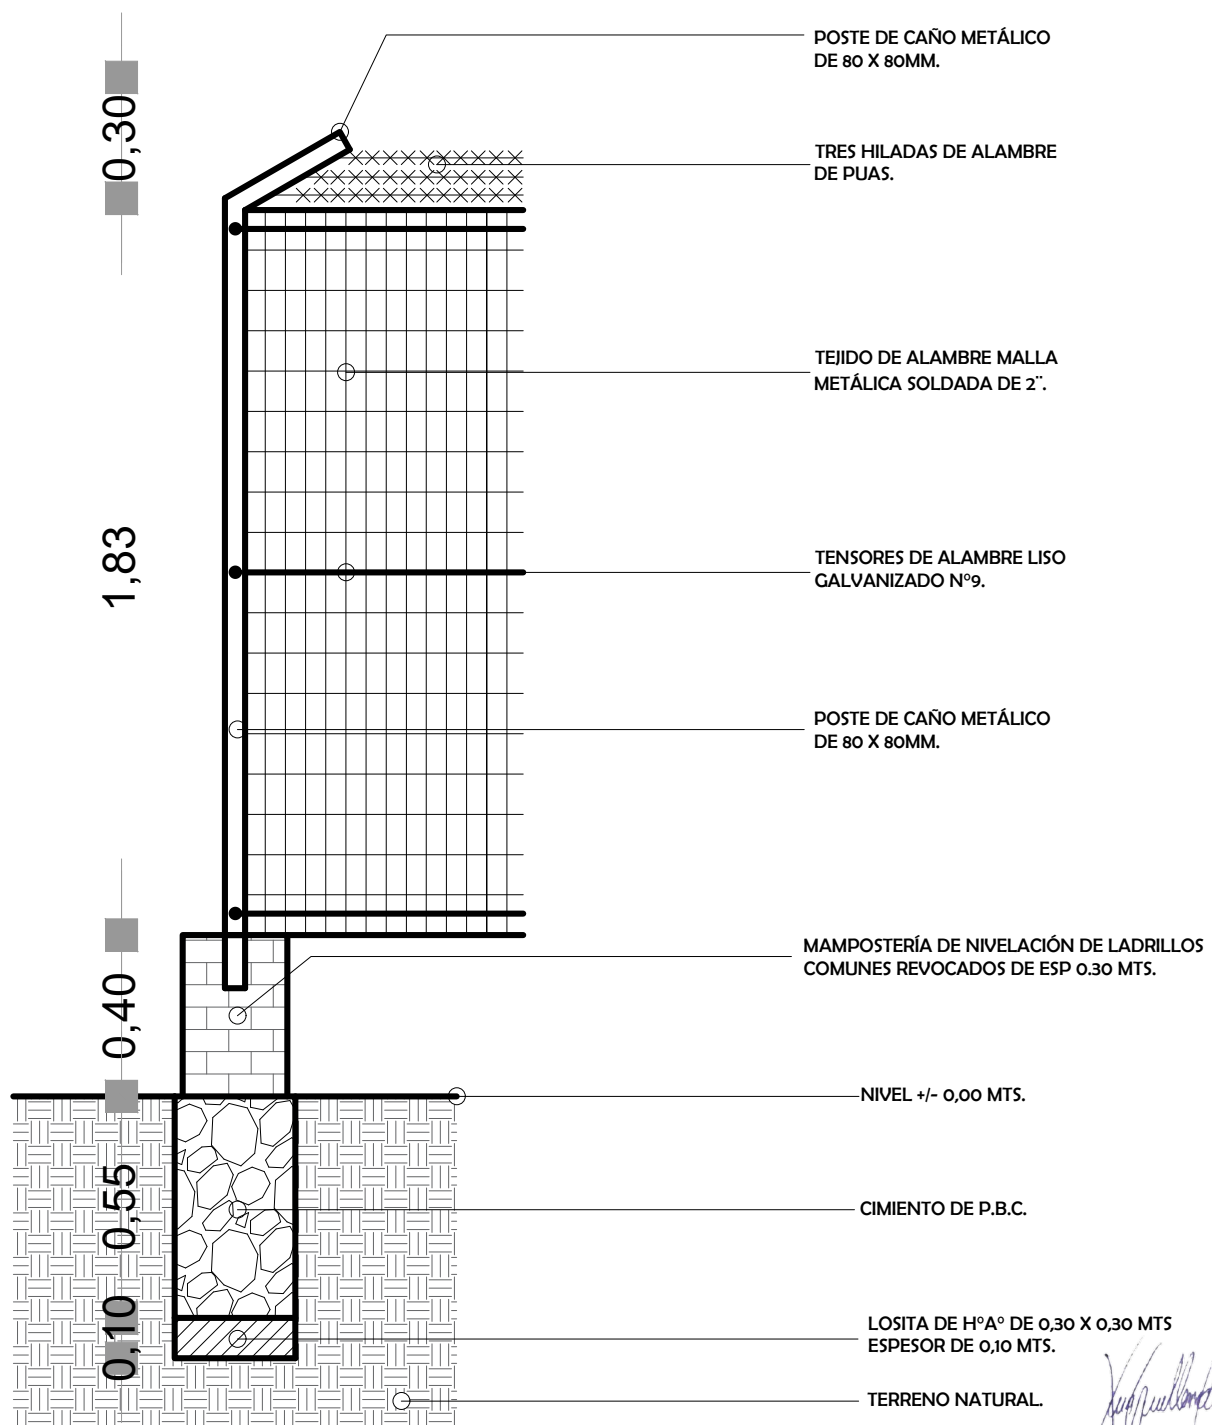 POSTE DE CAÑO METÁLICO
DE 80 X 80MM.
0,30
TRES HILADAS DE ALAMBRE
DE PUAS.
TEJIDO DE ALAMBRE MALLA
METÁLICA SOLDADA DE 2¨.
1,83
TENSORES DE ALAMBRE LISO
GALVANIZADO Nº9.
POSTE DE CAÑO METÁLICO
DE 80 X 80MM.
MAMPOSTERÍA DE NIVELACIÓN DE LADRILLOS
COMUNES REVOCADOS DE ESP 0.30 MTS.
0,40
NIVEL +/- 0,00 MTS.
0,55
CIMIENTO DE P.B.C.
0,10
LOSITA DE HºAº DE 0,30 X 0,30 MTS
ESPESOR DE 0,10 MTS.
TERRENO NATURAL.